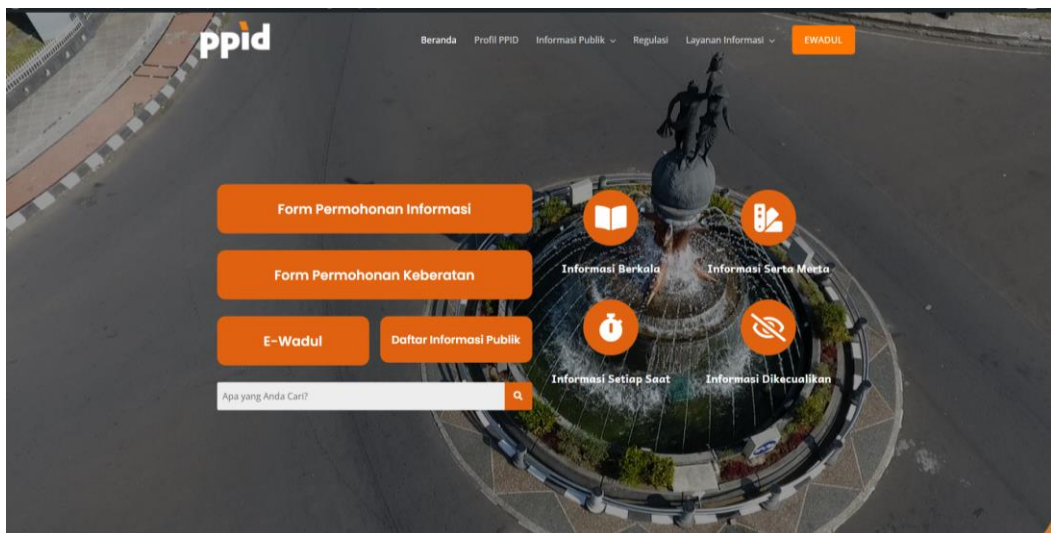 ppid
Beranda Profil PPID Informasi Publik Regulasi Layanan Informasi EWADUL
Form Permohonan Informasi
Form Permohonan Keberatan
E-Wadul
Daftar Informasi Publik
Apa yang Anda Cari?
Informasi Berkala
Informasi Serta Merta
Informasi Setiap Saat
Informasi Dikecualikan